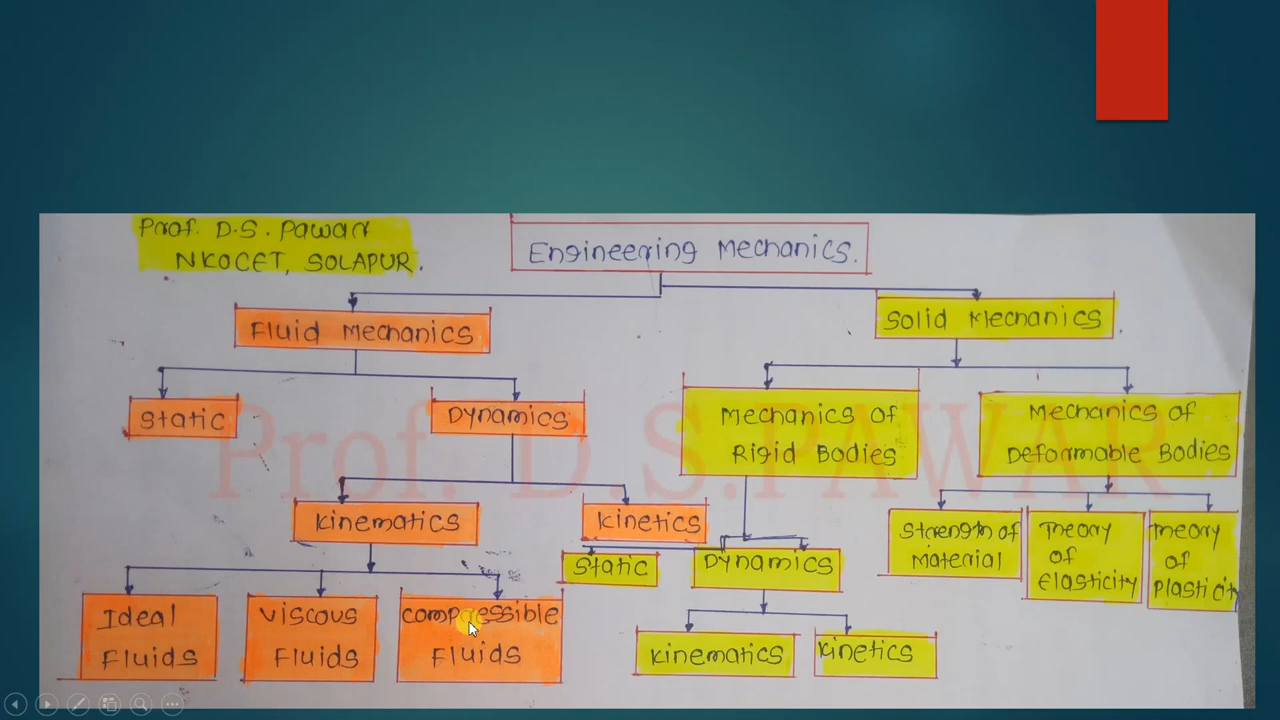 Prof. D.S. Pawar
NKOCET, SOLAPUR.
Engineering Mechanics.
Fluid Mechanics
Solid Mechanics
Static
Dynamics
Mechanics of
Rigid Bodies
Mechanics of
Deformable Bodies
Prof. D.S.PAWAR
Kinematics
Kinetics
Static
Dynamics
Strength of
Material
Theory
of
Elasticity
Theory
of
Plasticity
Ideal
Fluids
Viscous
Fluids
Compressible
Fluids
Kinematics
Kinetics